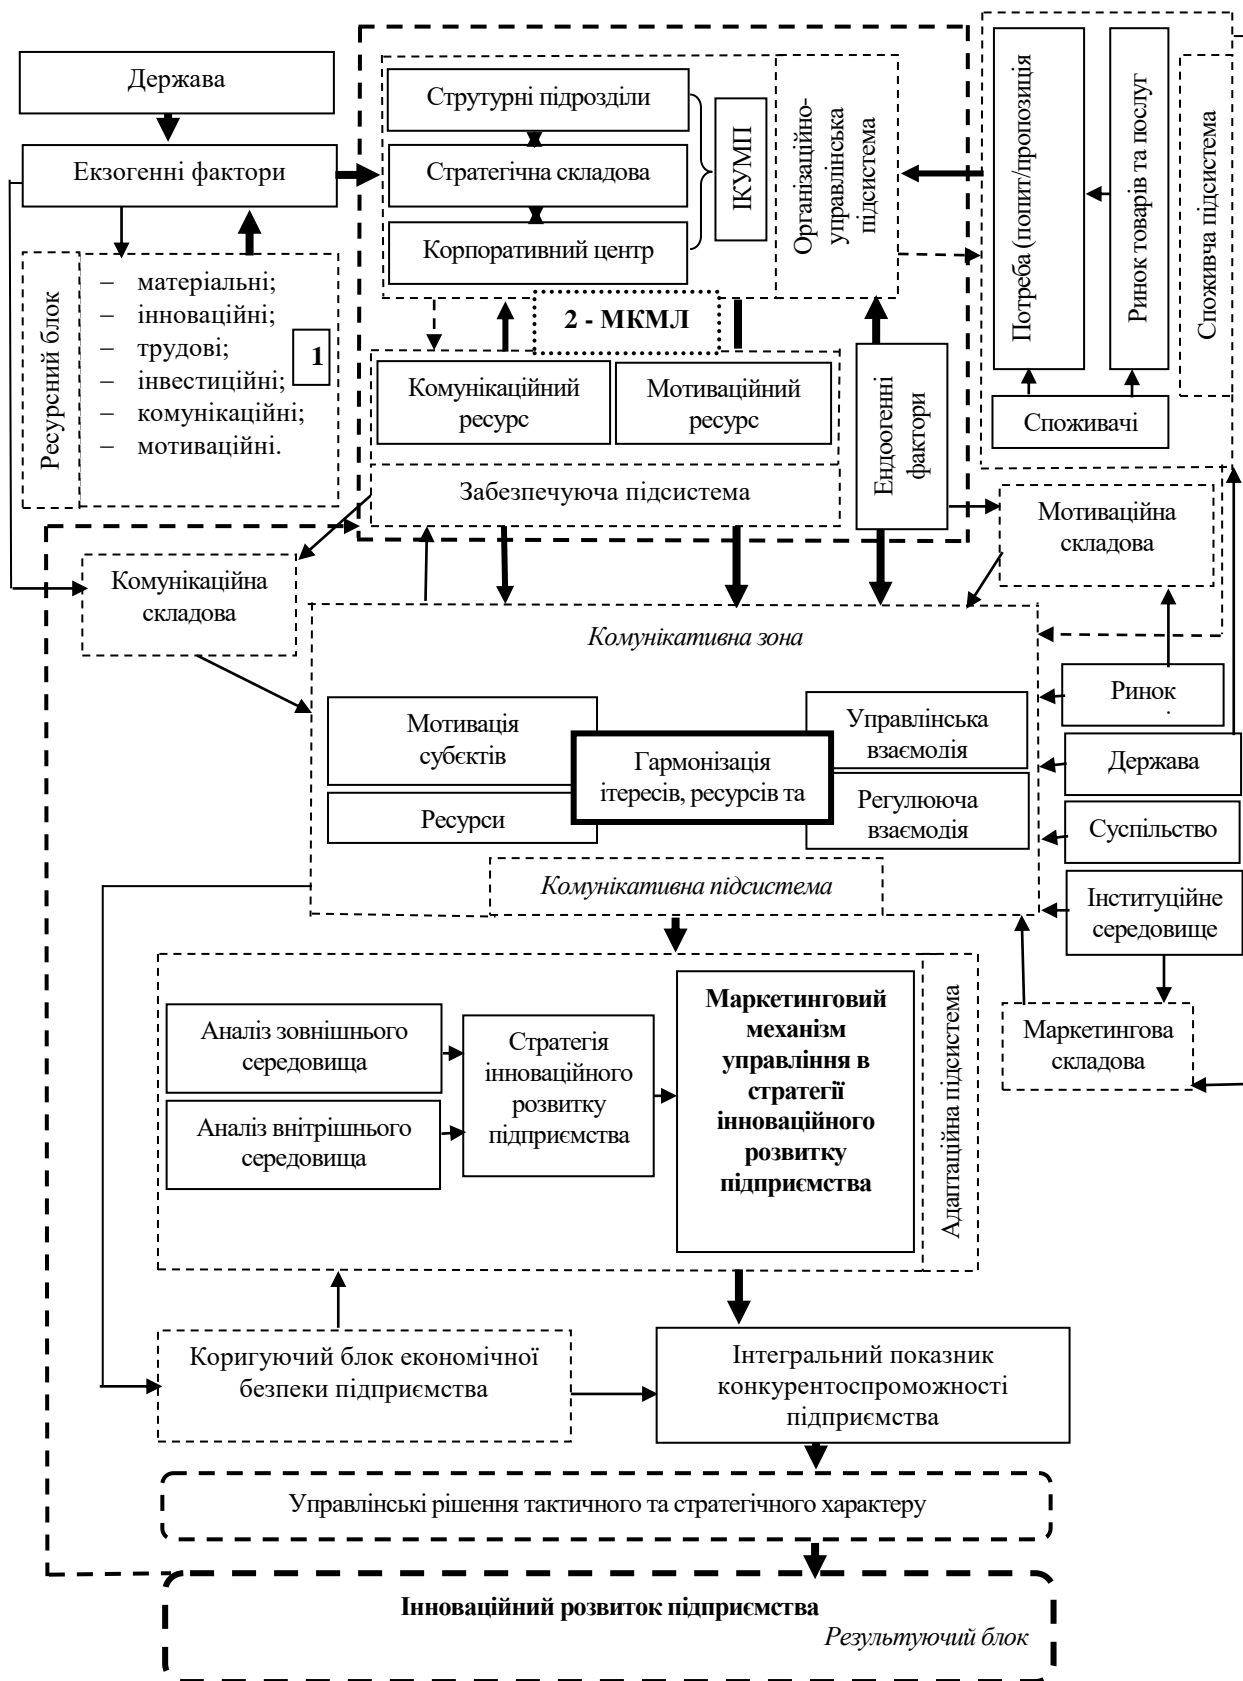 Держава
Екзогенні фактори
Ресурсний блок
– матеріальні;
– інноваційні;
– трудові;
– інвестиційні;
– комунікаційні;
– мотиваційні.
1
Струтурні підрозділи
Стратегічна складова
Корпоративний центр
ІКУМП
Організаційно-
управлінська
підсистема
2 - МКМЛ
Комунікаційний
ресурс
Мотиваційний
ресурс
Забезпечуюча підсистема
Ендоогенні
фактори
Потреба (попит/пропозиція
Ринок товарів та послуг
Споживча підсистема
Споживачі
Мотиваційна
складова
Комунікаційна
складова
Комунікативна зона
Мотивація
субєктів
Ресурси
Гармонізація
ітересів, ресурсів та
Управлінська
взаємодія
Регулююча
взаємодія
Комунікативна підсистема
Ринок
Держава
Суспільство
Інституційне
середовище
Маркетингова
складова
Аналіз зовнішнього
середовища
Аналіз внітрішнього
середовища
Стратегія
інноваційного
розвитку
підприємства
Маркетинговий
механізм
управління в
стратегії
інноваційного
розвитку
підприємства
Адаптаційна підсистема
Коригуючий блок економічної
безпеки підприємства
Інтегральний показник
конкурентоспроможності
підприємства
Управлінські рішення тактичного та стратегічного характеру
Інноваційний розвиток підприємства
Результуючий блок